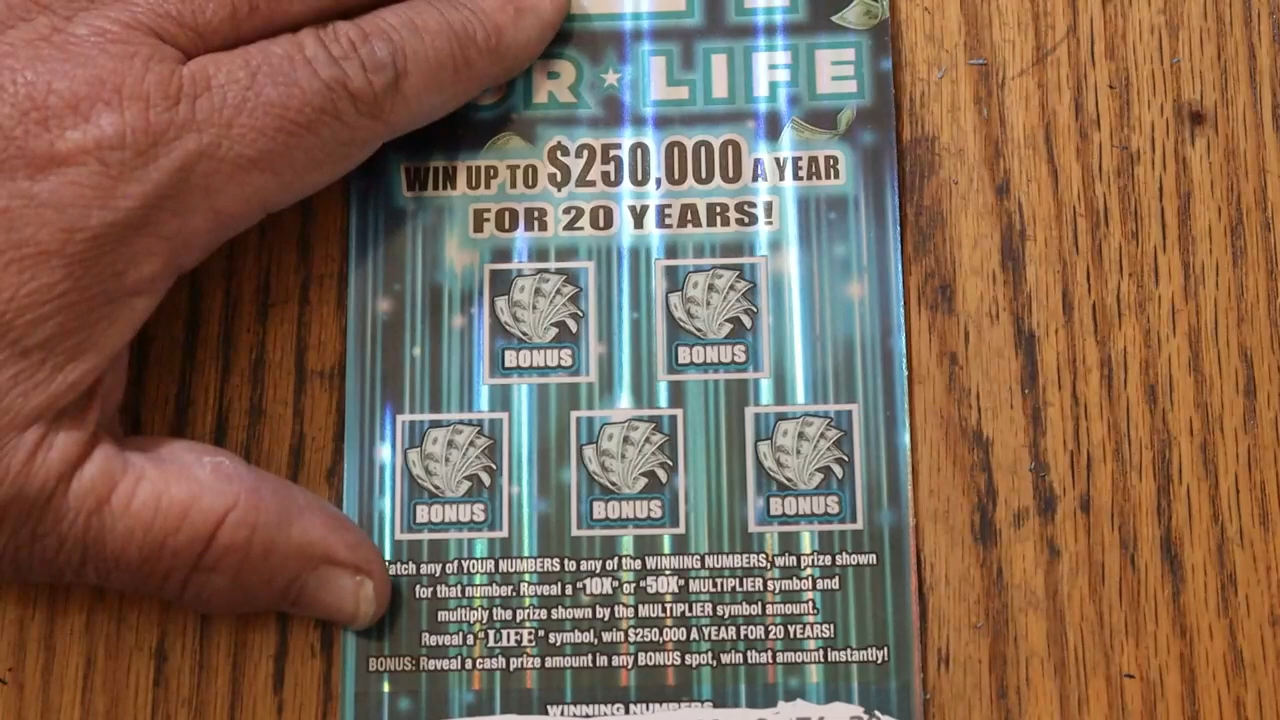 R ★ LIFE
WIN UP TO $250,000 A YEAR
FOR 20 YEARS!
BONUS BONUS
BONUS BONUS BONUS
atch any of YOUR NUMBERS to any of the WINNING NUMBERS, win prize shown
for that number. Reveal a "10X" or "50X" MULTIPLIER symbol and
multiply the prize shown by the MULTIPLIER symbol amount.
Reveal a "LIFE" symbol, win $250,000 A YEAR FOR 20 YEARS!
BONUS: Reveal a cash prize amount in any BONUS spot, win that amount instantly!
WINNING NUMBERS